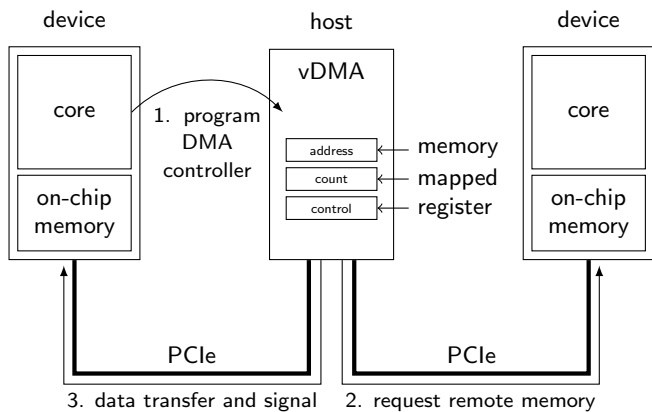 device
host
device
vDMA
core
1. program
DMA
controller
core
address
memory
count
mapped
control
register
on-chip
memory
on-chip
memory
PCIe
PCIe
3. data transfer and signal
2. request remote memory